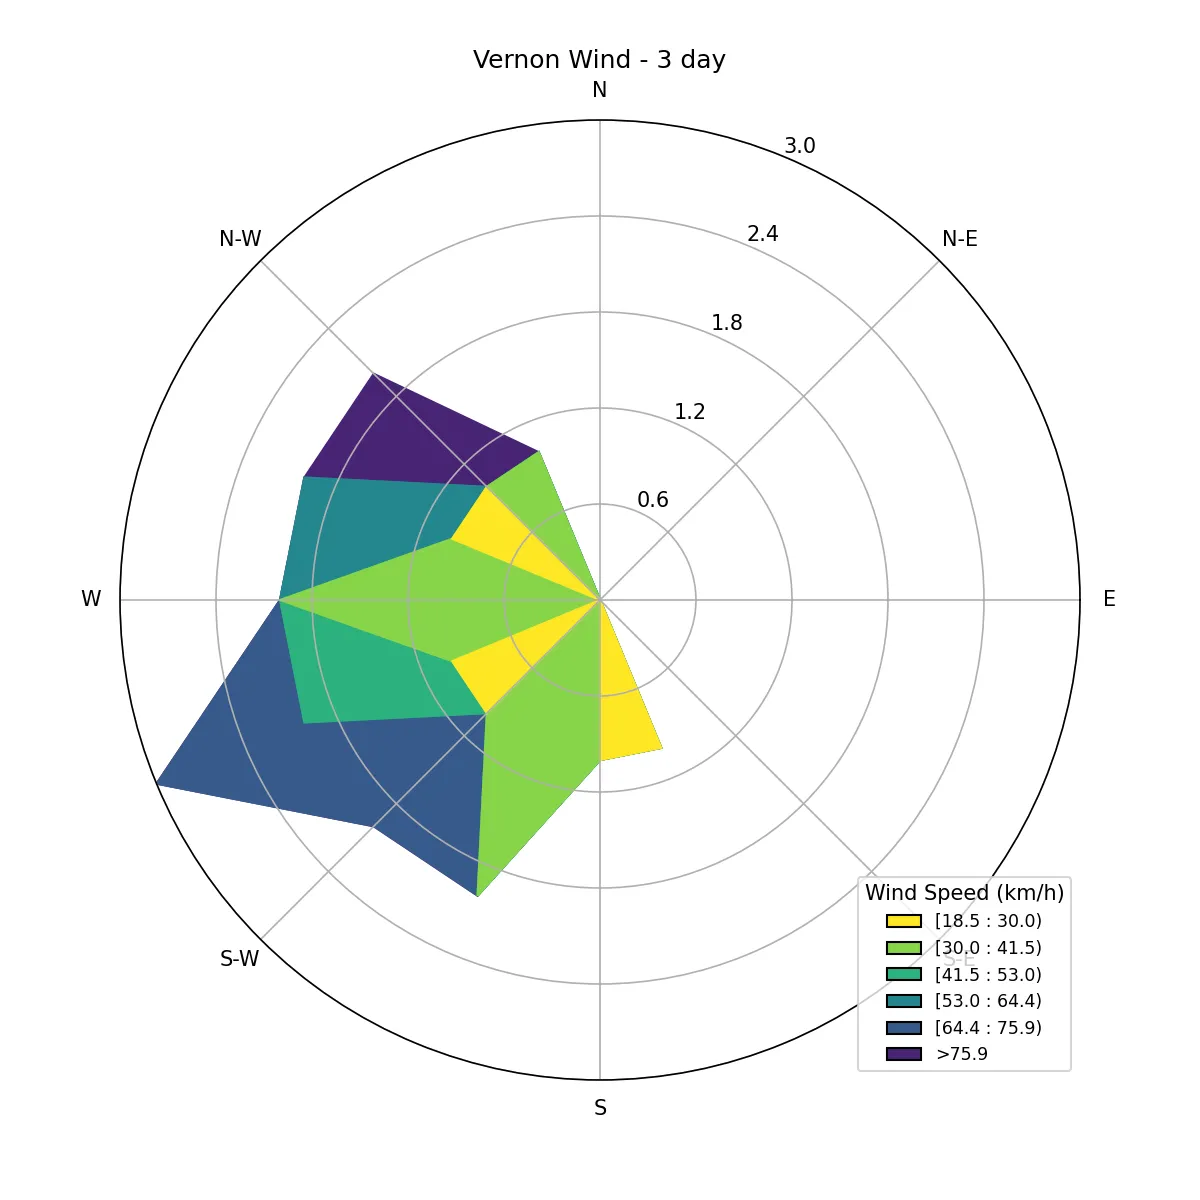 Vernon Wind - 3 day
N
3.0
N-W
2.4
N-E
1.8
1.2
0.6
W
E
S-W
S-E
S
Wind Speed (km/h)
[18.5 : 30.0)
[30.0 : 41.5)
[41.5 : 53.0)
[53.0 : 64.4)
[64.4 : 75.9)
>75.9